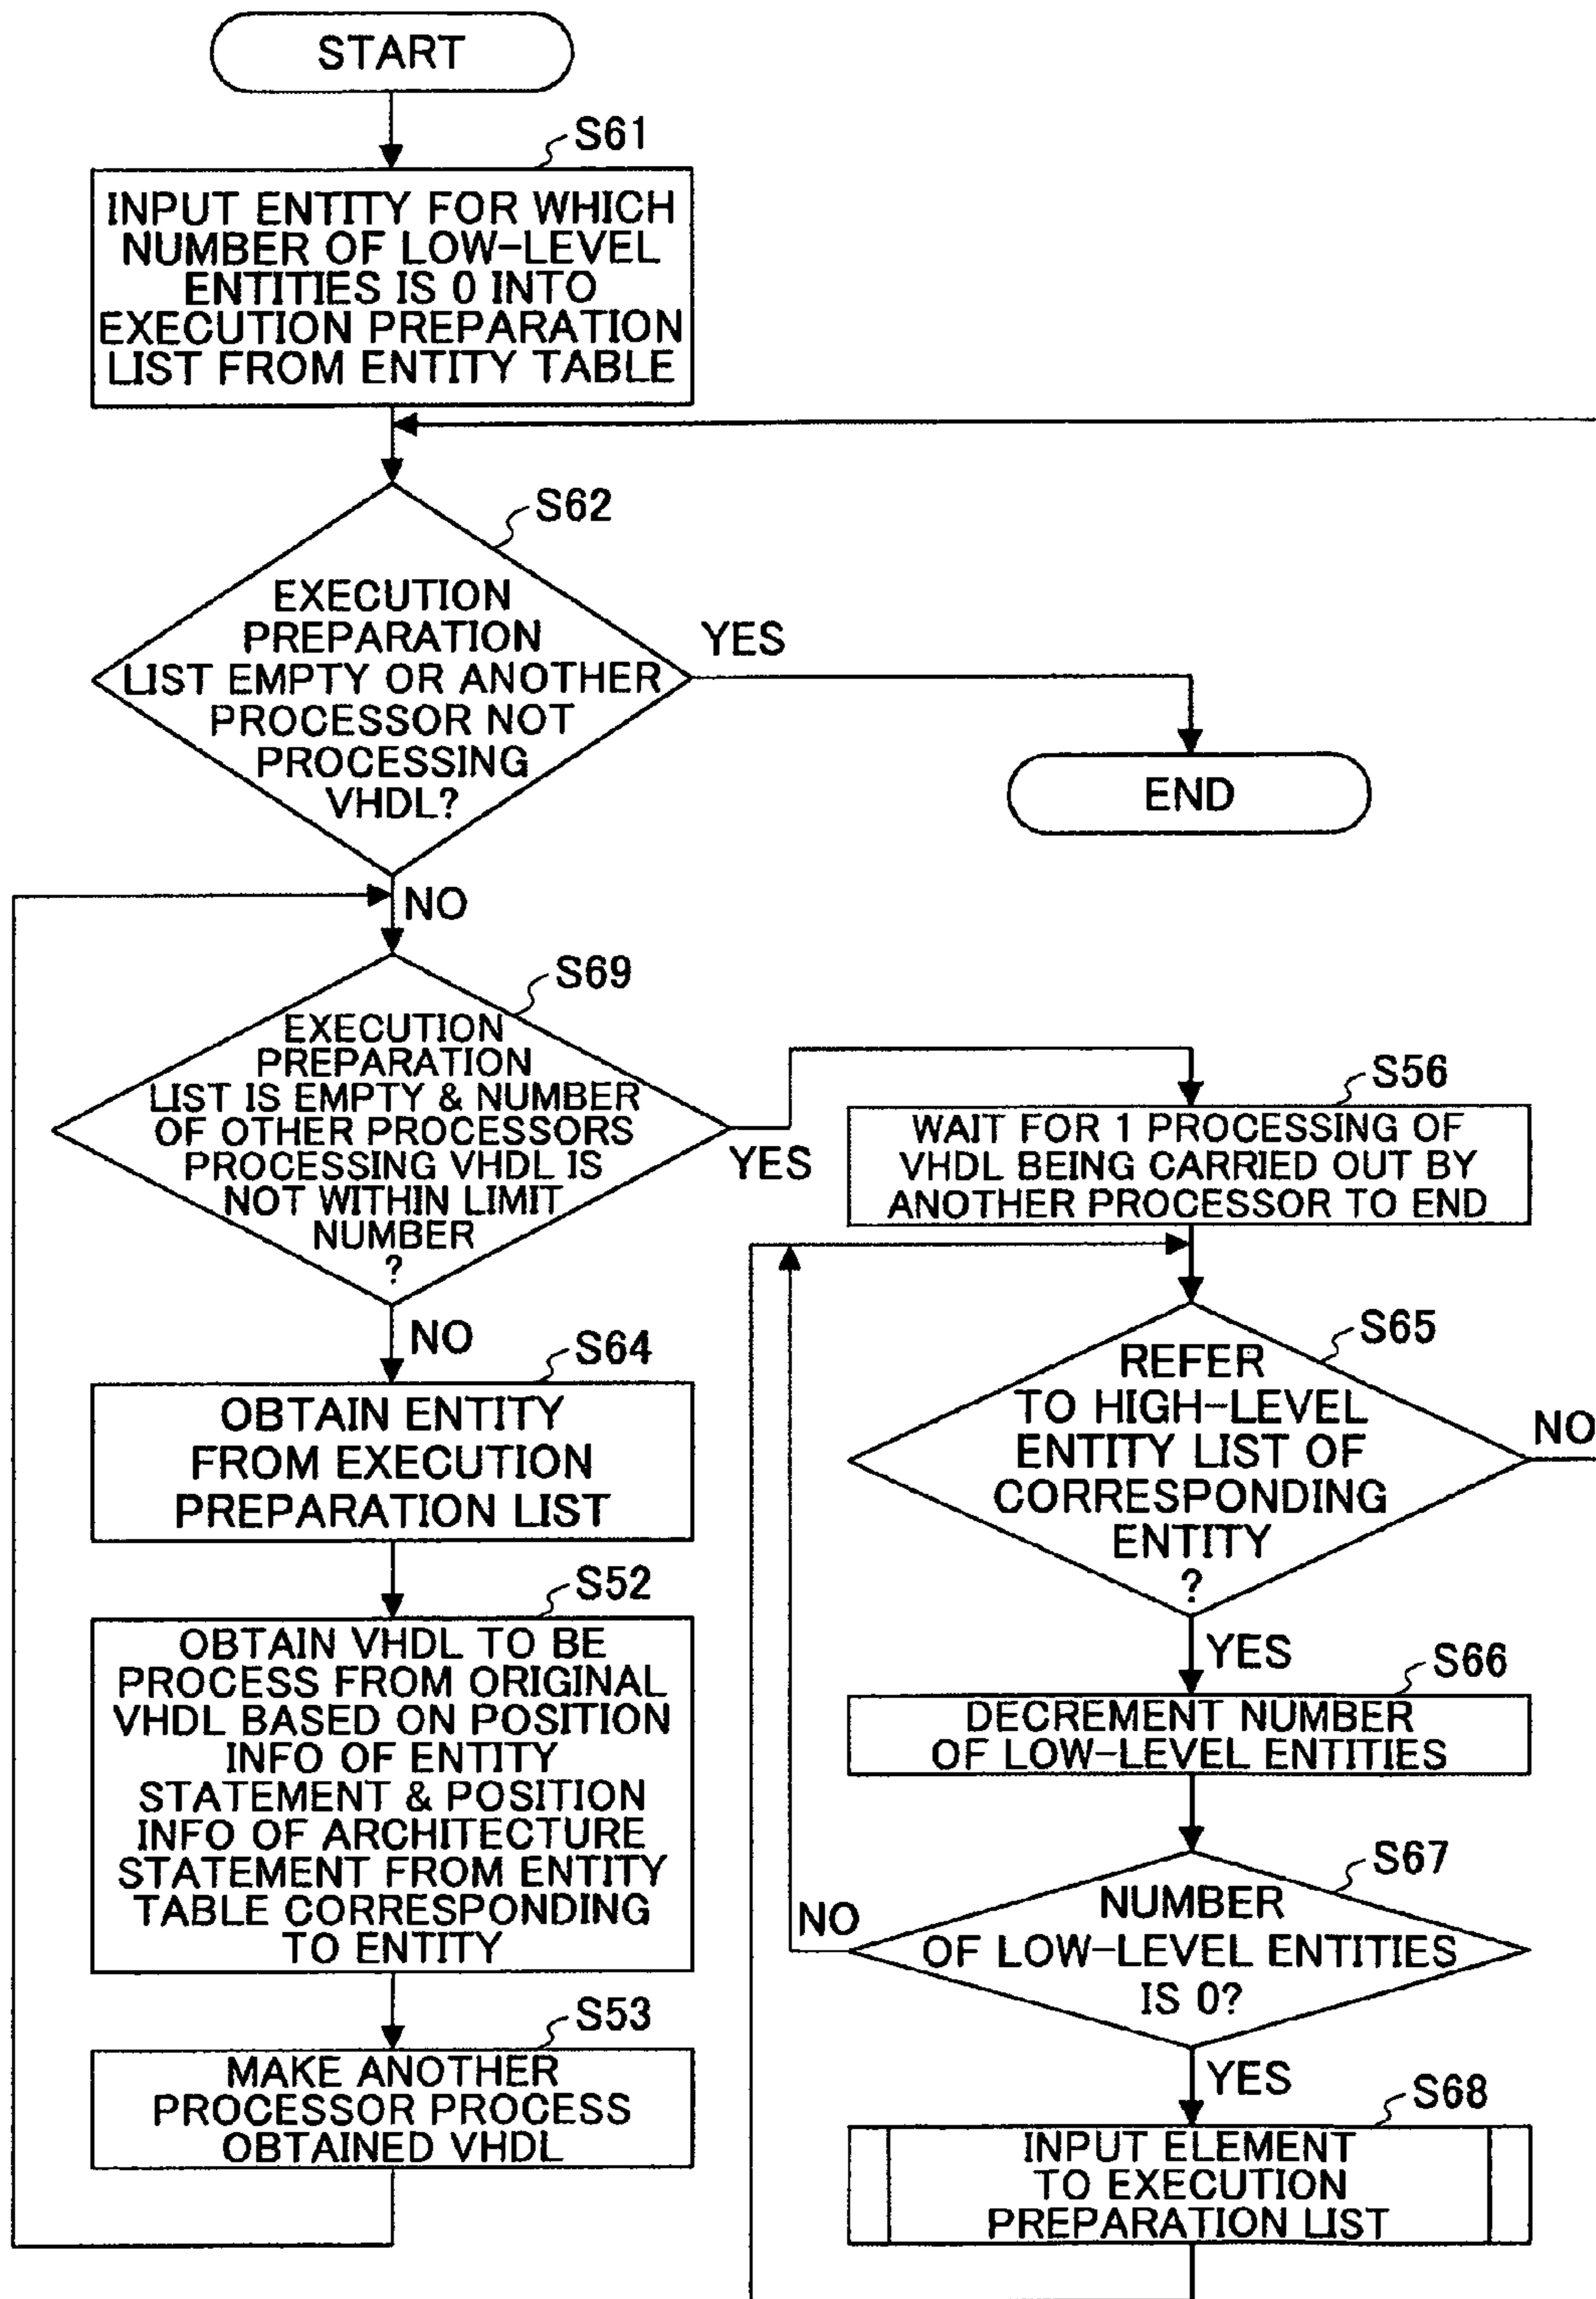 START
S61
INPUT ENTITY FOR WHICH
NUMBER OF LOW-LEVEL
ENTITIES IS 0 INTO
EXECUTION PREPARATION
LIST FROM ENTITY TABLE
S62
EXECUTION
PREPARATION
LIST EMPTY OR ANOTHER
PROCESSOR NOT
PROCESSING
VHDL?
YES
END
NO
S69
EXECUTION
PREPARATION
LIST IS EMPTY & NUMBER
OF OTHER PROCESSORS
PROCESSING VHDL IS
NOT WITHIN LIMIT
NUMBER
?
YES
NO
S64
OBTAIN ENTITY
FROM EXECUTION
PREPARATION LIST
S52
OBTAIN VHDL TO BE
PROCESS FROM ORIGINAL
VHDL BASED ON POSITION
INFO OF ENTITY
STATEMENT & POSITION
INFO OF ARCHITECTURE
STATEMENT FROM ENTITY
TABLE CORRESPONDING
TO ENTITY
S53
MAKE ANOTHER
PROCESSOR PROCESS
OBTAINED VHDL
S56
WAIT FOR 1 PROCESSING OF
VHDL BEING CARRIED OUT BY
ANOTHER PROCESSOR TO END
S65
REFER
TO HIGH-LEVEL
ENTITY LIST OF
CORRESPONDING
ENTITY
?
NO
YES
S66
DECREMENT NUMBER
OF LOW-LEVEL ENTITIES
S67
NUMBER
OF LOW-LEVEL ENTITIES
IS 0?
NO
YES
S68
INPUT ELEMENT
TO EXECUTION
PREPARATION LIST